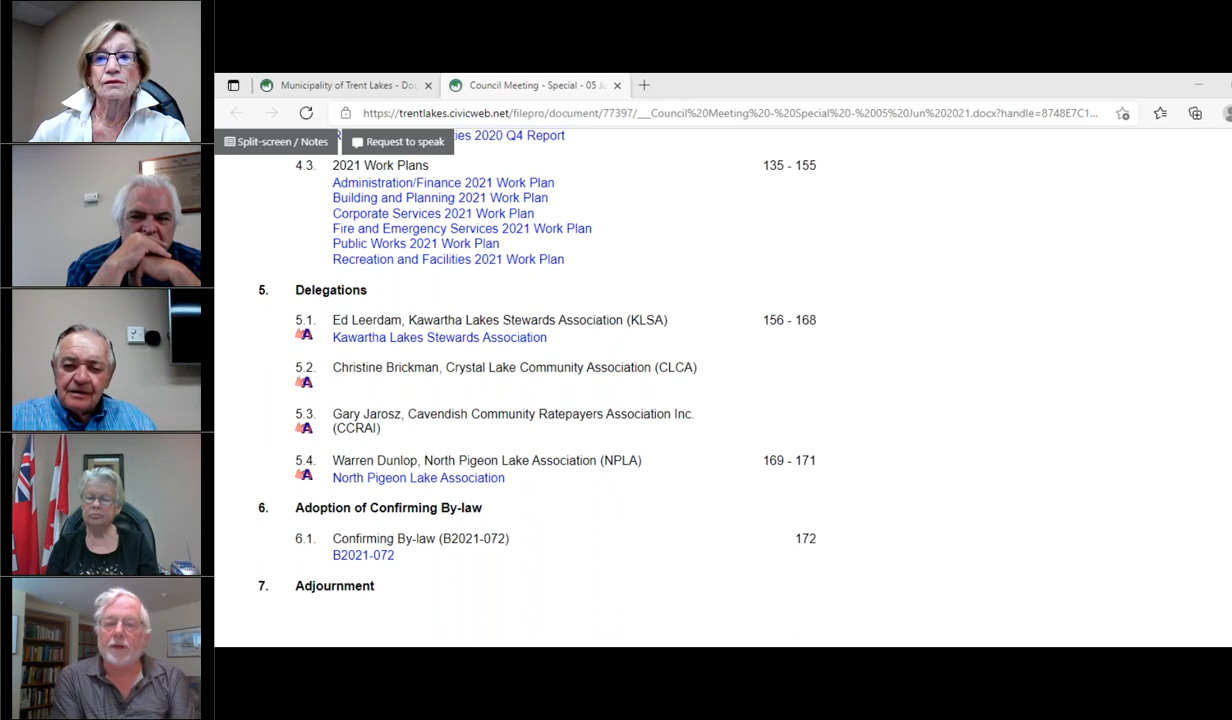 Municipality of Trent Lakes - Doc
Council Meeting - Special - 05 Ju
https://trentlakes.civicweb.net/filepro/document/77397/___Council%20Meeting%20-%20Special%20-%2005%20Jun%202021.docx?handle=8748E7C1...
Split-screen / Notes
Request to speak
ties 2020 Q4 Report
4.3. 2021 Work Plans 135 - 155
Administration/Finance 2021 Work Plan
Building and Planning 2021 Work Plan
Corporate Services 2021 Work Plan
Fire and Emergency Services 2021 Work Plan
Public Works 2021 Work Plan
Recreation and Facilities 2021 Work Plan
5. Delegations
5.1. Ed Leerdam, Kawartha Lakes Stewards Association (KLSA) 156 - 168
Kawartha Lakes Stewards Association
5.2. Christine Brickman, Crystal Lake Community Association (CLCA)
5.3. Gary Jarosz, Cavendish Community Ratepayers Association Inc.
(CCRAI)
5.4. Warren Dunlop, North Pigeon Lake Association (NPLA) 169 - 171
North Pigeon Lake Association
6. Adoption of Confirming By-law
6.1. Confirming By-law (B2021-072) 172
B2021-072
7. Adjournment